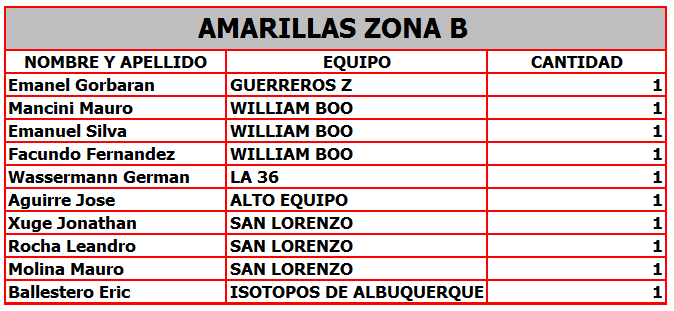 AMARILLAS ZONA B
NOMBRE Y APELLIDO EQUIPO CANTIDAD
Emanel Gorbaran GUERREROS Z 1
Mancini Mauro WILLIAM BOO 1
Emanuel Silva WILLIAM BOO 1
Facundo Fernandez WILLIAM BOO 1
Wassermann German LA 36 1
Aguirre Jose ALTO EQUIPO 1
Xuge Jonathan SAN LORENZO 1
Rocha Leandro SAN LORENZO 1
Molina Mauro SAN LORENZO 1
Ballestero Eric ISOTOPOS DE ALBUQUERQUE 1